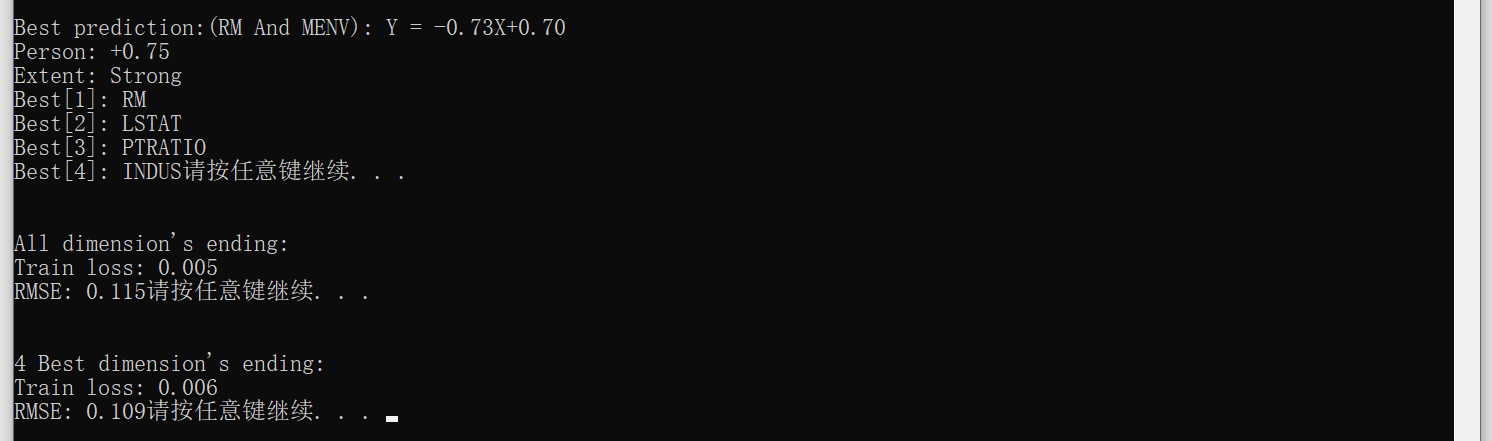 Best prediction:(RM And MENV): Y = -0.73X+0.70
Person: +0.75
Extent: Strong
Best[1]: RM
Best[2]: LSTAT
Best[3]: PTRATIO
Best[4]: INDUS请按任意键继续. . .
All dimension's ending:
Train loss: 0.005
RMSE: 0.115请按任意键继续. . .
4 Best dimension's ending:
Train loss: 0.006
RMSE: 0.109请按任意键继续. . .